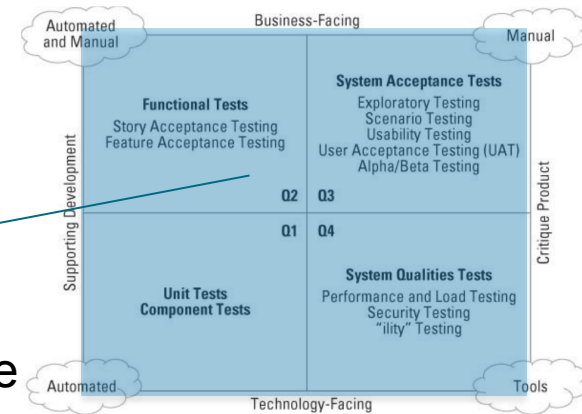 Business-Facing
Automated
and Manual
Manual
Functional Tests
Story Acceptance Testing
Feature Acceptance Testing
Q2
System Acceptance Tests
Exploratory Testing
Scenario Testing
Usability Testing
User Acceptance Testing (UAT)
Alpha/Beta Testing
Q3
Supporting Development
Critique Product
Q1
Unit Tests
Component Tests
Q4
System Qualities Tests
Performance and Load Testing
Security Testing
"ility" Testing
e
Automated
Tools
Technology-Facing